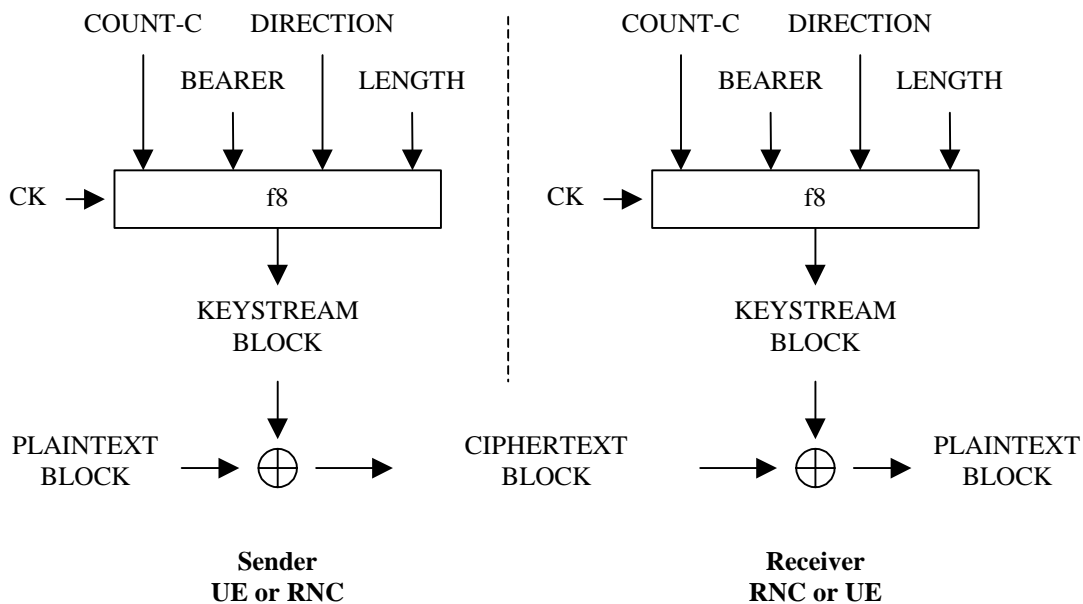 COUNT-C DIRECTION
BEARER LENGTH
CK f8
KEYSTREAM
BLOCK
COUNT-C DIRECTION
BEARER LENGTH
CK f8
KEYSTREAM
BLOCK
PLAINTEXT
BLOCK
CIPHERTEXT
BLOCK
PLAINTEXT
BLOCK
Sender
UE or RNC
Receiver
RNC or UE